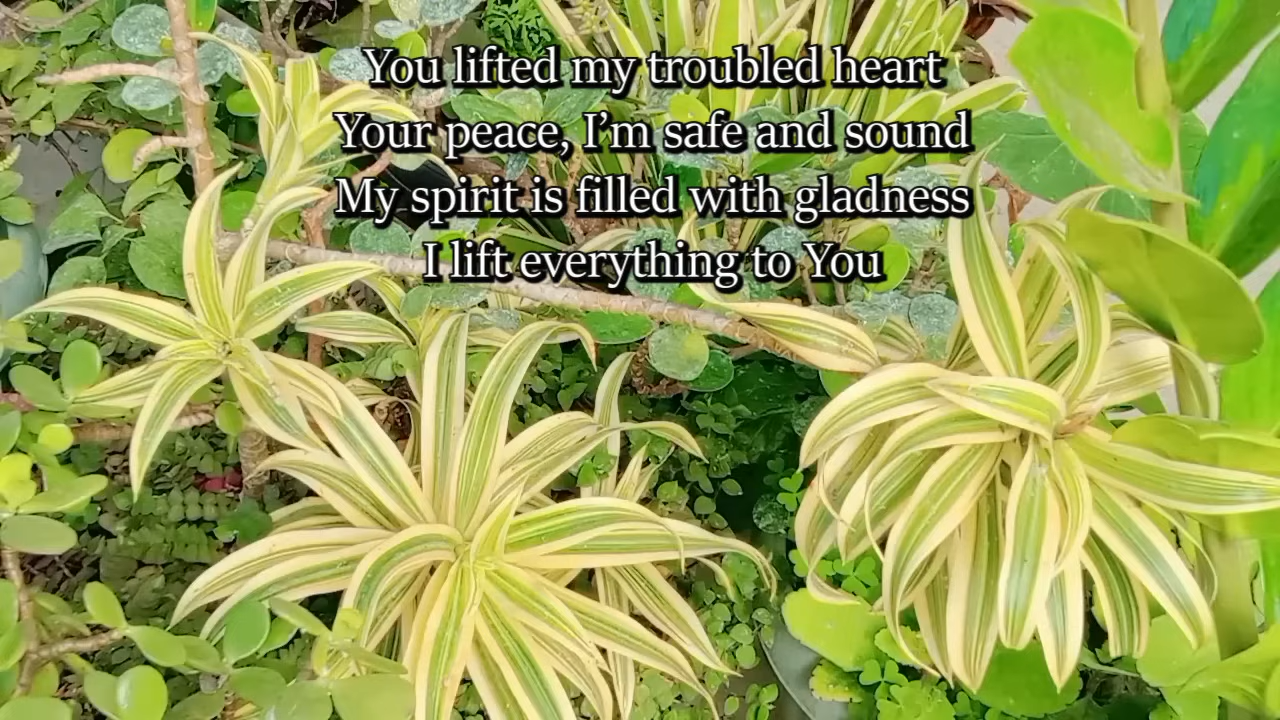 You lifted my troubled heart
Your peace, I’m safe and sound
My spirit is filled with gladness
I lift everything to You